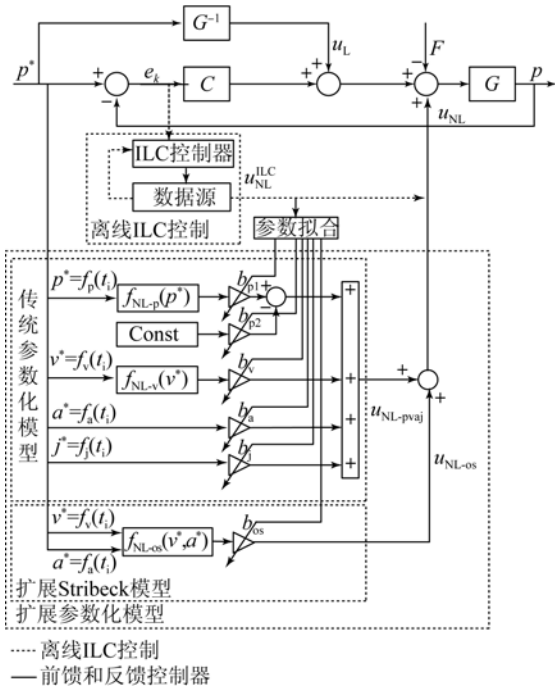 G⁻¹
u_L
F
p*
+
−
e_k
C
+
+
+
−
+
G
p
u_NL
ILC控制器
数据源
离线ILC控制
u_NL^ILC
参数拟合
传统参数化模型
p*=f_p(t_i)
f_NL-p(p*)
b_p1
+
−
Const
b_p2
v*=f_v(t_i)
f_NL-v(v*)
b_v
a*=f_a(t_i)
b_a
j*=f_j(t_i)
b_j
+
+
+
+
u_NL-pvaj
+
+
u_NL-os
v*=f_v(t_i)
a*=f_a(t_i)
f_NL-os(v*,a*)
b_os
扩展Stribeck模型
扩展参数化模型
离线ILC控制
前馈和反馈控制器